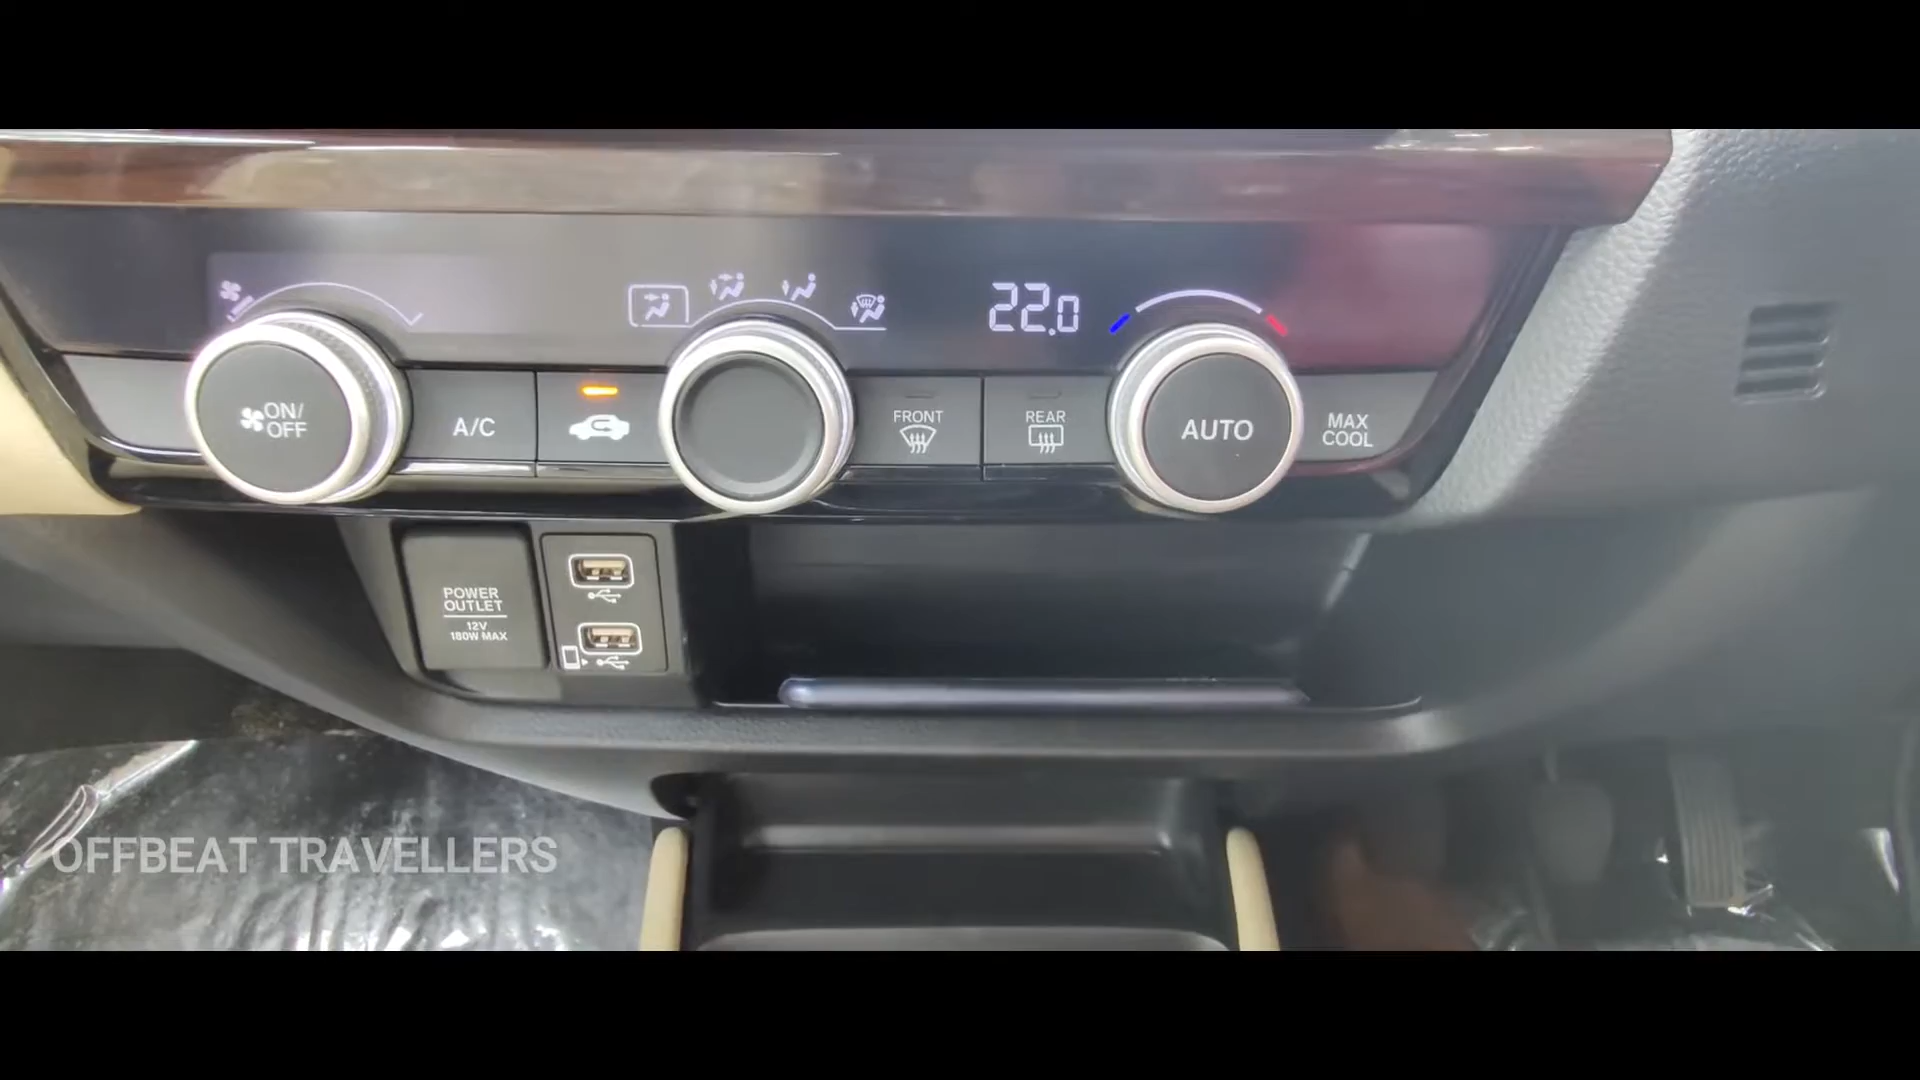 22.0
ON/
OFF
A/C
FRONT
REAR
AUTO
MAX
COOL
POWER
OUTLET
12V
180W MAX
OFFBEAT TRAVELLERS